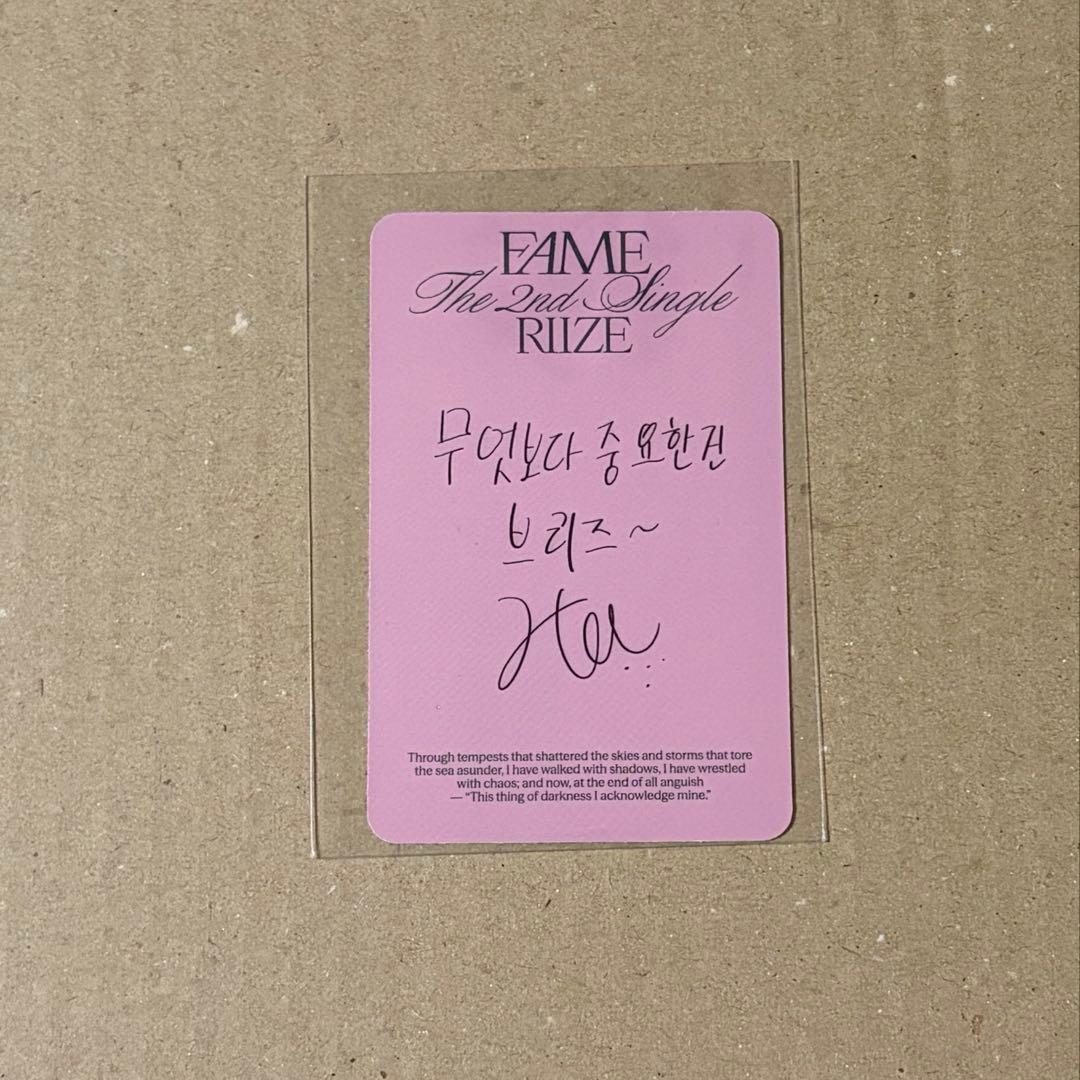 FAME
The 2nd Single
RIIZE
무엇보다 중요한건
브리즈~
Through tempests that shattered the skies and storms that tore
the sea asunder, I have walked with shadows, I have wrestled
with chaos; and now, at the end of all anguish
— “This thing of darkness I acknowledge mine.”